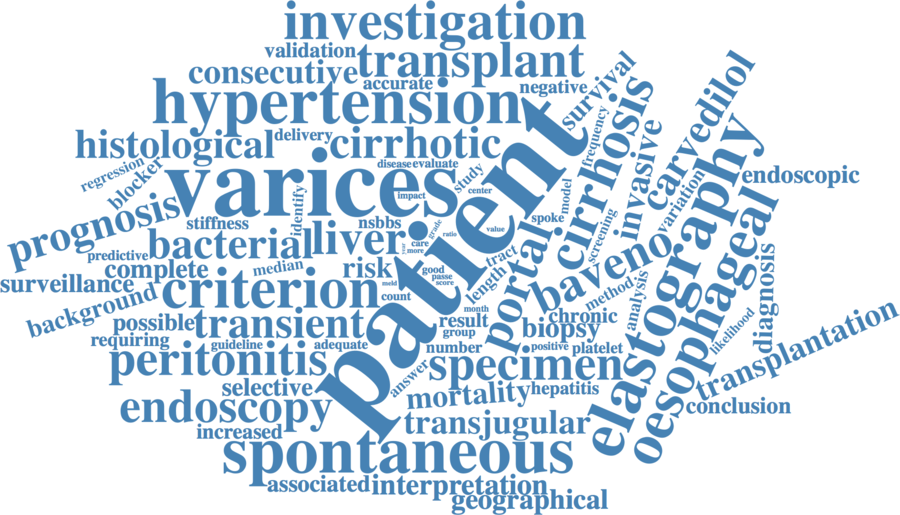 investigation
validation
transplant
consecutive
accurate
negative
survival
hypertension
histological
delivery
cirrhotic
frequency
cirrhosis
carvedilol
regression
blocker
disease
evaluate
study
center
model
invasive
varices
identify
impact
patient
endoscopic
prognosis
stiffness
nsbbs
grade
ratio
value
spoke
screening
variation
elastography
predictive
bacterial
liver
year
care
more
tract
portal
baveno
oesophageal
surveillance
complete
median
risk
meld
good
passe
score
length
method
analysis
diagnosis
background
criterion
count
month
chronic
likelihood
possible
transient
result
group
biopsy
transplantation
requiring
guideline
adequate
number
positive
platelet
peritonitis
answer
specimen
selective
mortality
hepatitis
conclusion
endoscopy
increased
transjugular
spontaneous
associated
interpretation
geographical